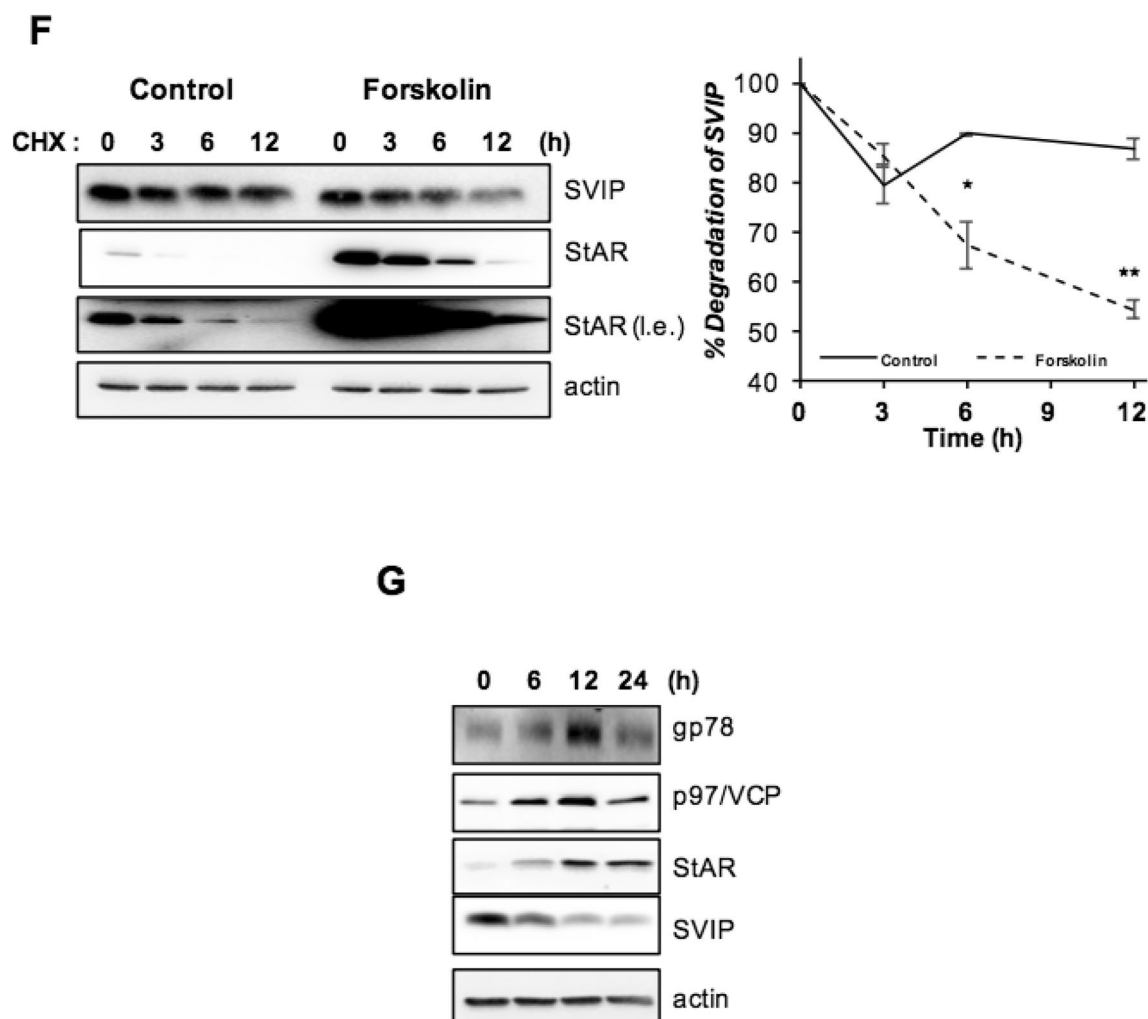 F
Control Forskolin
CHX : 0 3 6 12 0 3 6 12 (h)
SVIP
StAR
StAR (l.e.)
actin
% Degradation of SVIP
100
90
80
70
60
50
40
*
**
Control Forskolin
0 3 6 9 12
Time (h)
G
0 6 12 24 (h)
gp78
p97/VCP
StAR
SVIP
actin